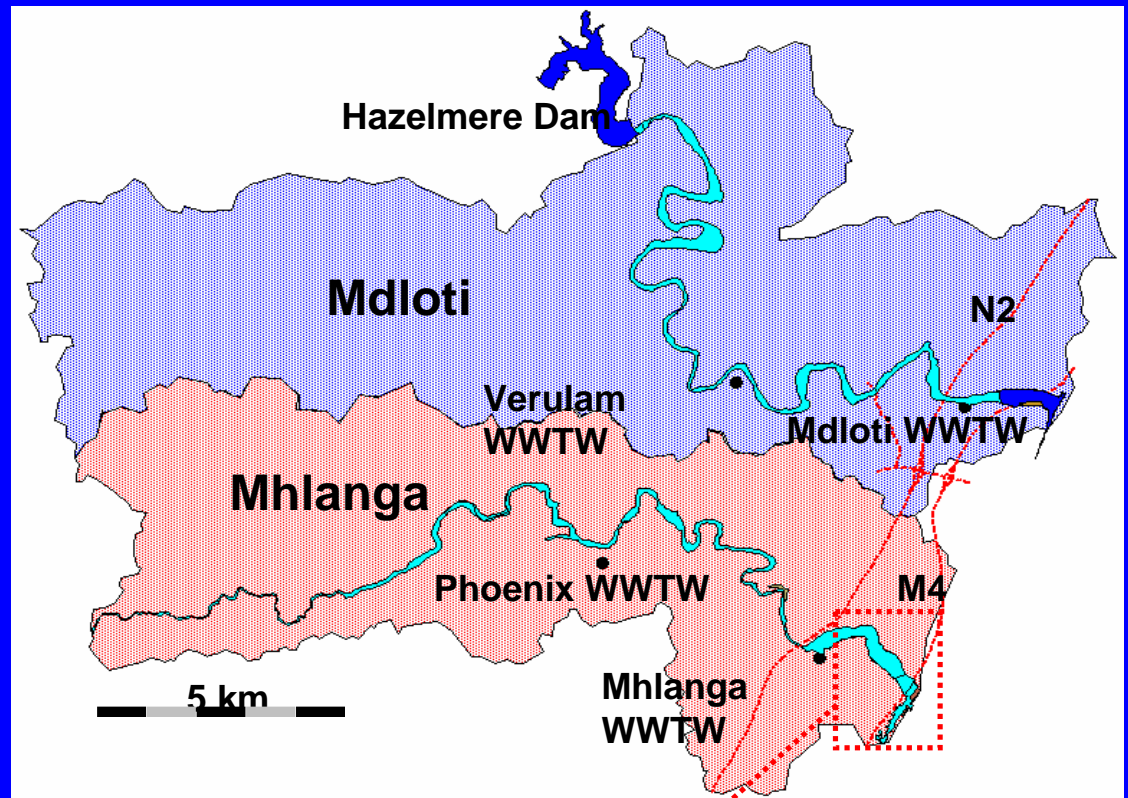 Hazelmere Dam
Mdloti
N2
Verulam
WWTW
Mdloti WWTW
Mhlanga
Phoenix WWTW
M4
Mhlanga
WWTW
5 km